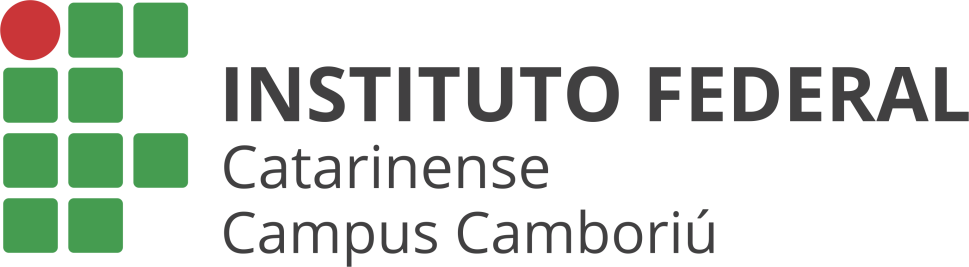 INSTITUTO FEDERAL
Catarinense
Campus Camboriú